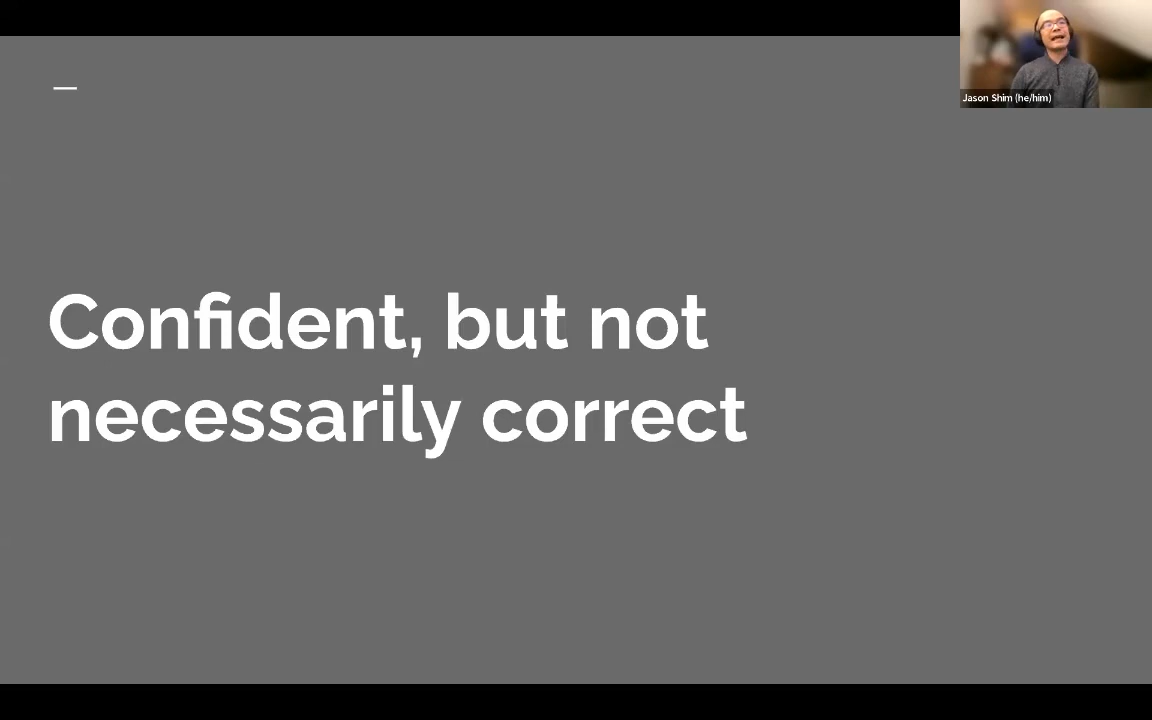 Jason Shim (he/him)
Confident, but not
necessarily correct